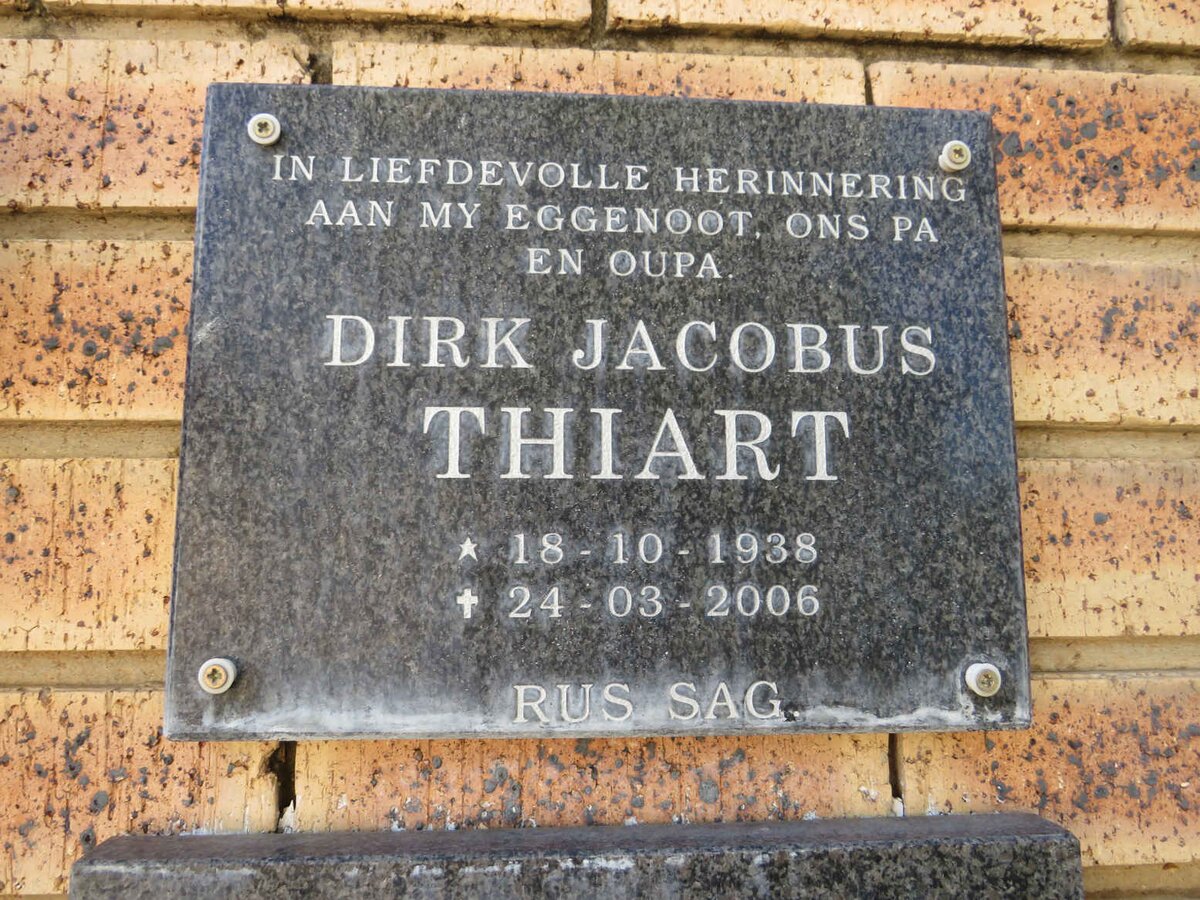 IN LIEFDEVOLLE HERINNERING
AAN MY EGGENOOT, ONS PA
EN OUPA.
DIRK JACOBUS
THIART
★ 18 - 10 - 1938
✝ 24 - 03 - 2006
RUS SAG.